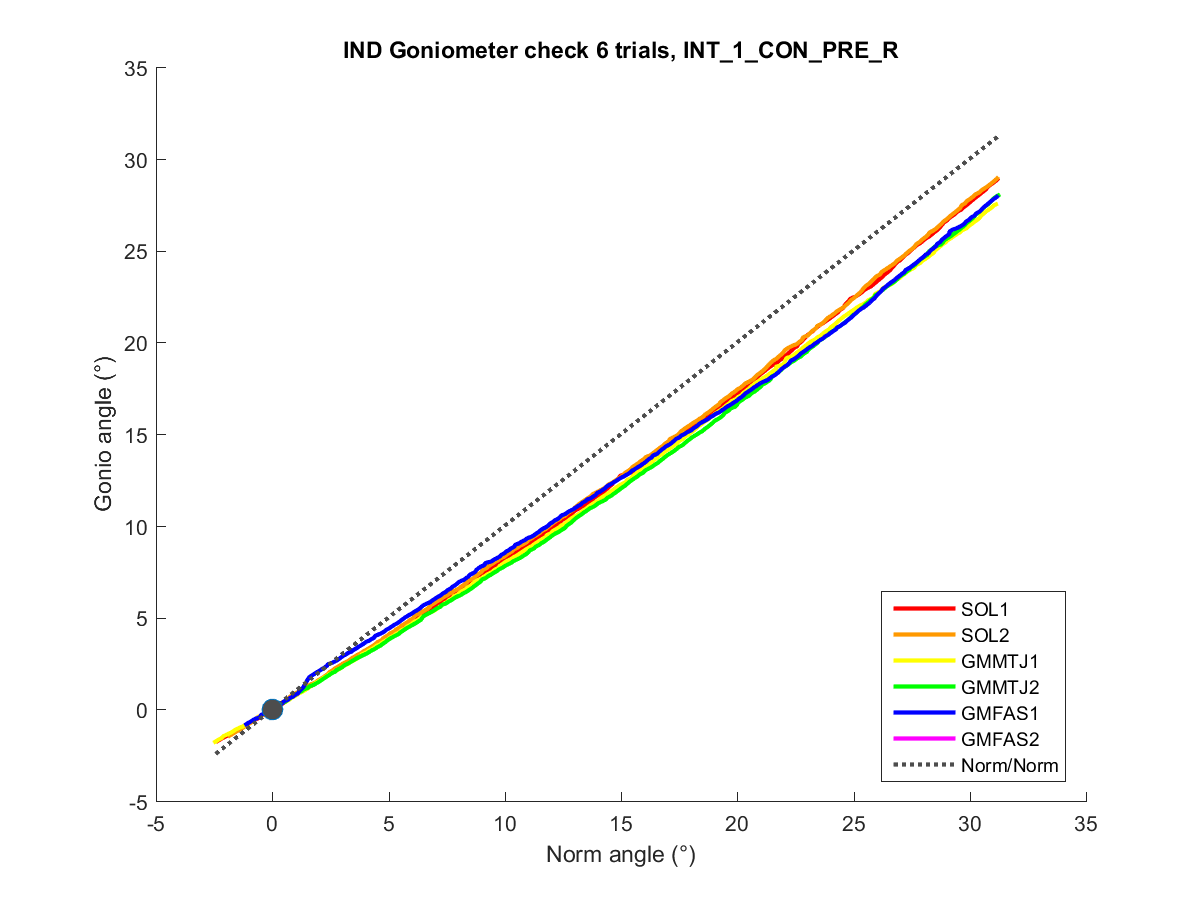 IND Goniometer check 6 trials, INT_1_CON_PRE_R
35
30
25
20
15
10
5
0
-5
Gonio angle (°)
-5 0 5 10 15 20 25 30 35
Norm angle (°)
SOL1
SOL2
GMMTJ1
GMMTJ2
GMFAS1
GMFAS2
Norm/Norm